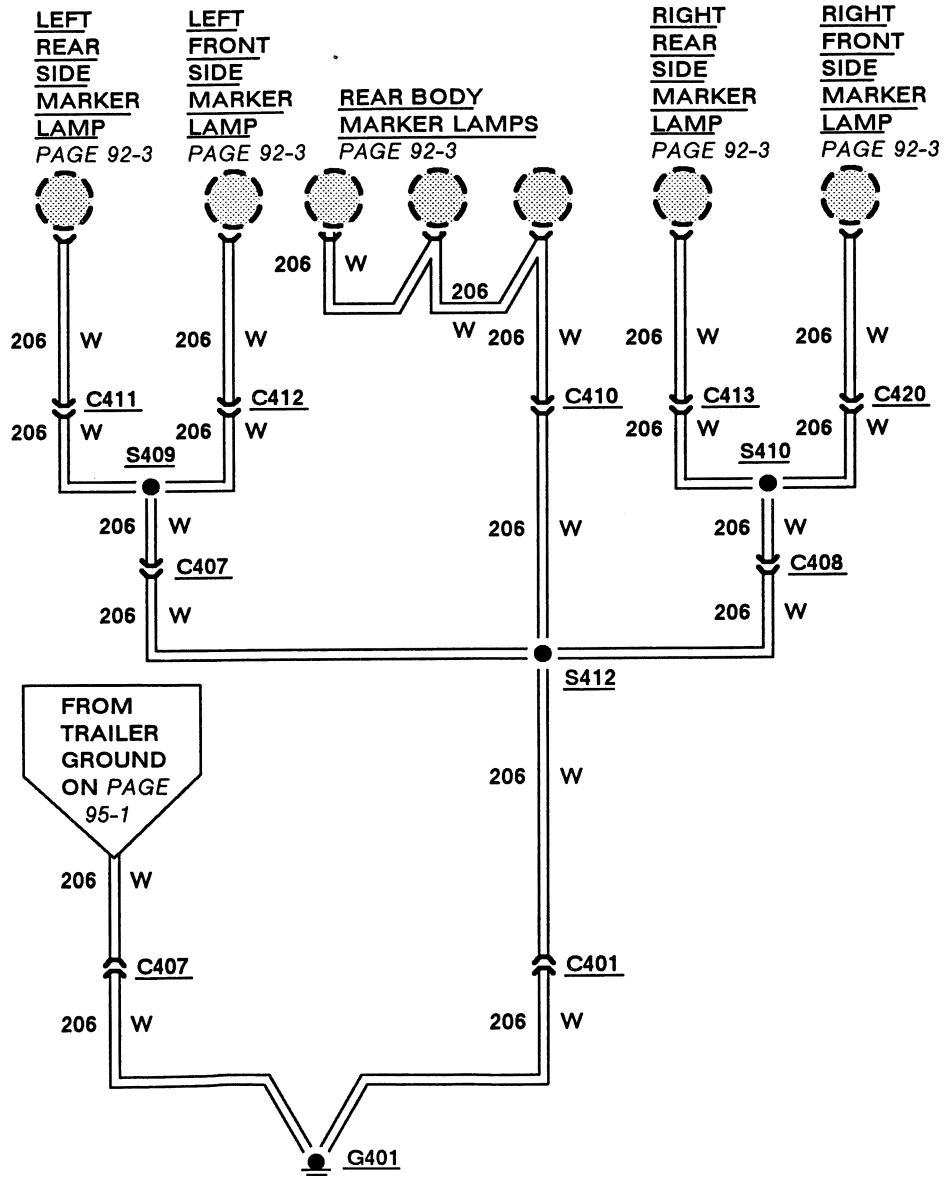 LEFT
REAR
SIDE
MARKER
LAMP
PAGE 92-3
LEFT
FRONT
SIDE
MARKER
LAMP
PAGE 92-3
REAR BODY
MARKER LAMPS
PAGE 92-3
RIGHT
REAR
SIDE
MARKER
LAMP
PAGE 92-3
RIGHT
FRONT
SIDE
MARKER
LAMP
PAGE 92-3
206 W
206
W
206 W
206 W
206 W
206 W
206 W
C411
C412
C410
C413
C420
206 W
206 W
206 W
206 W
S409
S410
206 W
206 W
206 W
C407
C408
206 W
206 W
S412
FROM
TRAILER
GROUND
ON PAGE
95-1
206 W
206 W
C407
C401
206 W
206 W
G401